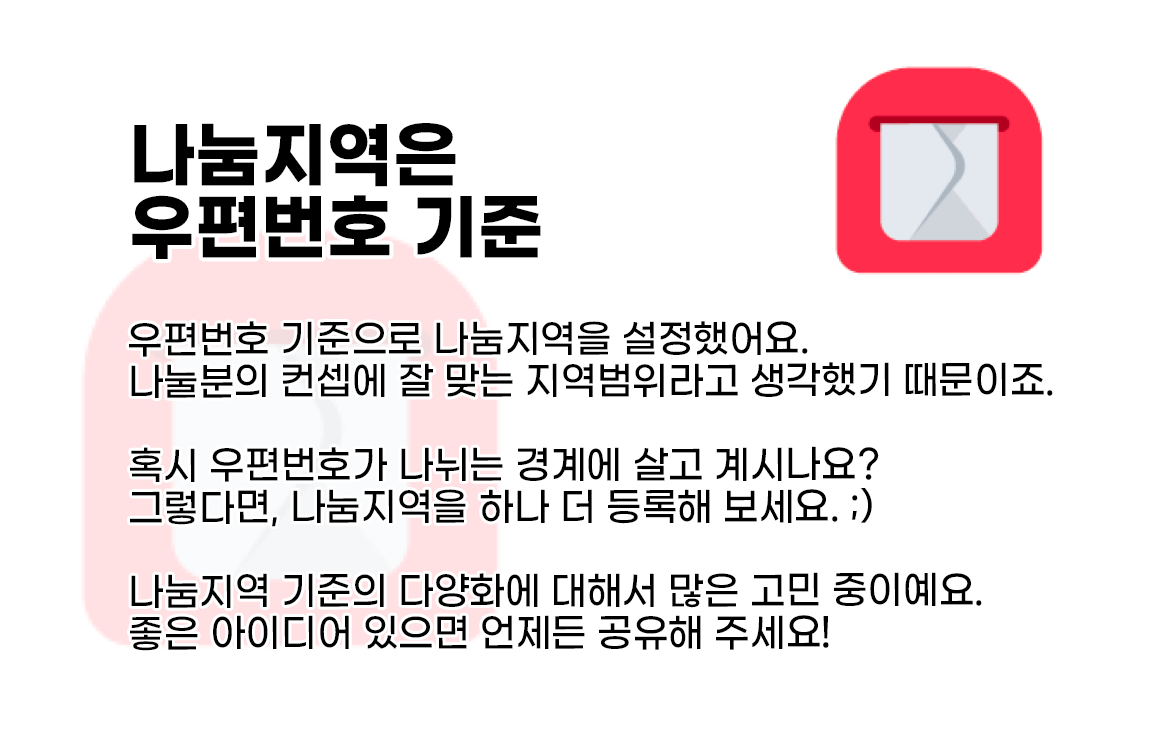 나눔지역은
우편번호 기준
우편번호 기준으로 나눔지역을 설정했어요.
나눌분의 컨셉에 잘 맞는 지역범위라고 생각했기 때문이죠.
혹시 우편번호가 나뉘는 경계에 살고 계시나요?
그렇다면, 나눔지역을 하나 더 등록해 보세요. ;)
나눔지역 기준의 다양화에 대해서 많은 고민 중이예요.
좋은 아이디어 있으면 언제든 공유해 주세요!